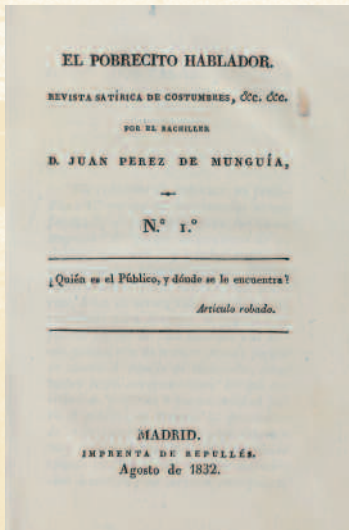 EL POBRECITO HABLADOR.
REVISTA SATÍRICA DE COSTUMBRES, &c. &c.
POR EL BACHILLER
D. JUAN PEREZ DE MUNGUÍA,
N.º 1.º
¿Quién es el Público, y dónde se le encuentra?
Artículo robado.
MADRID.
IMPRENTA DE REPULLÉS.
Agosto de 1832.